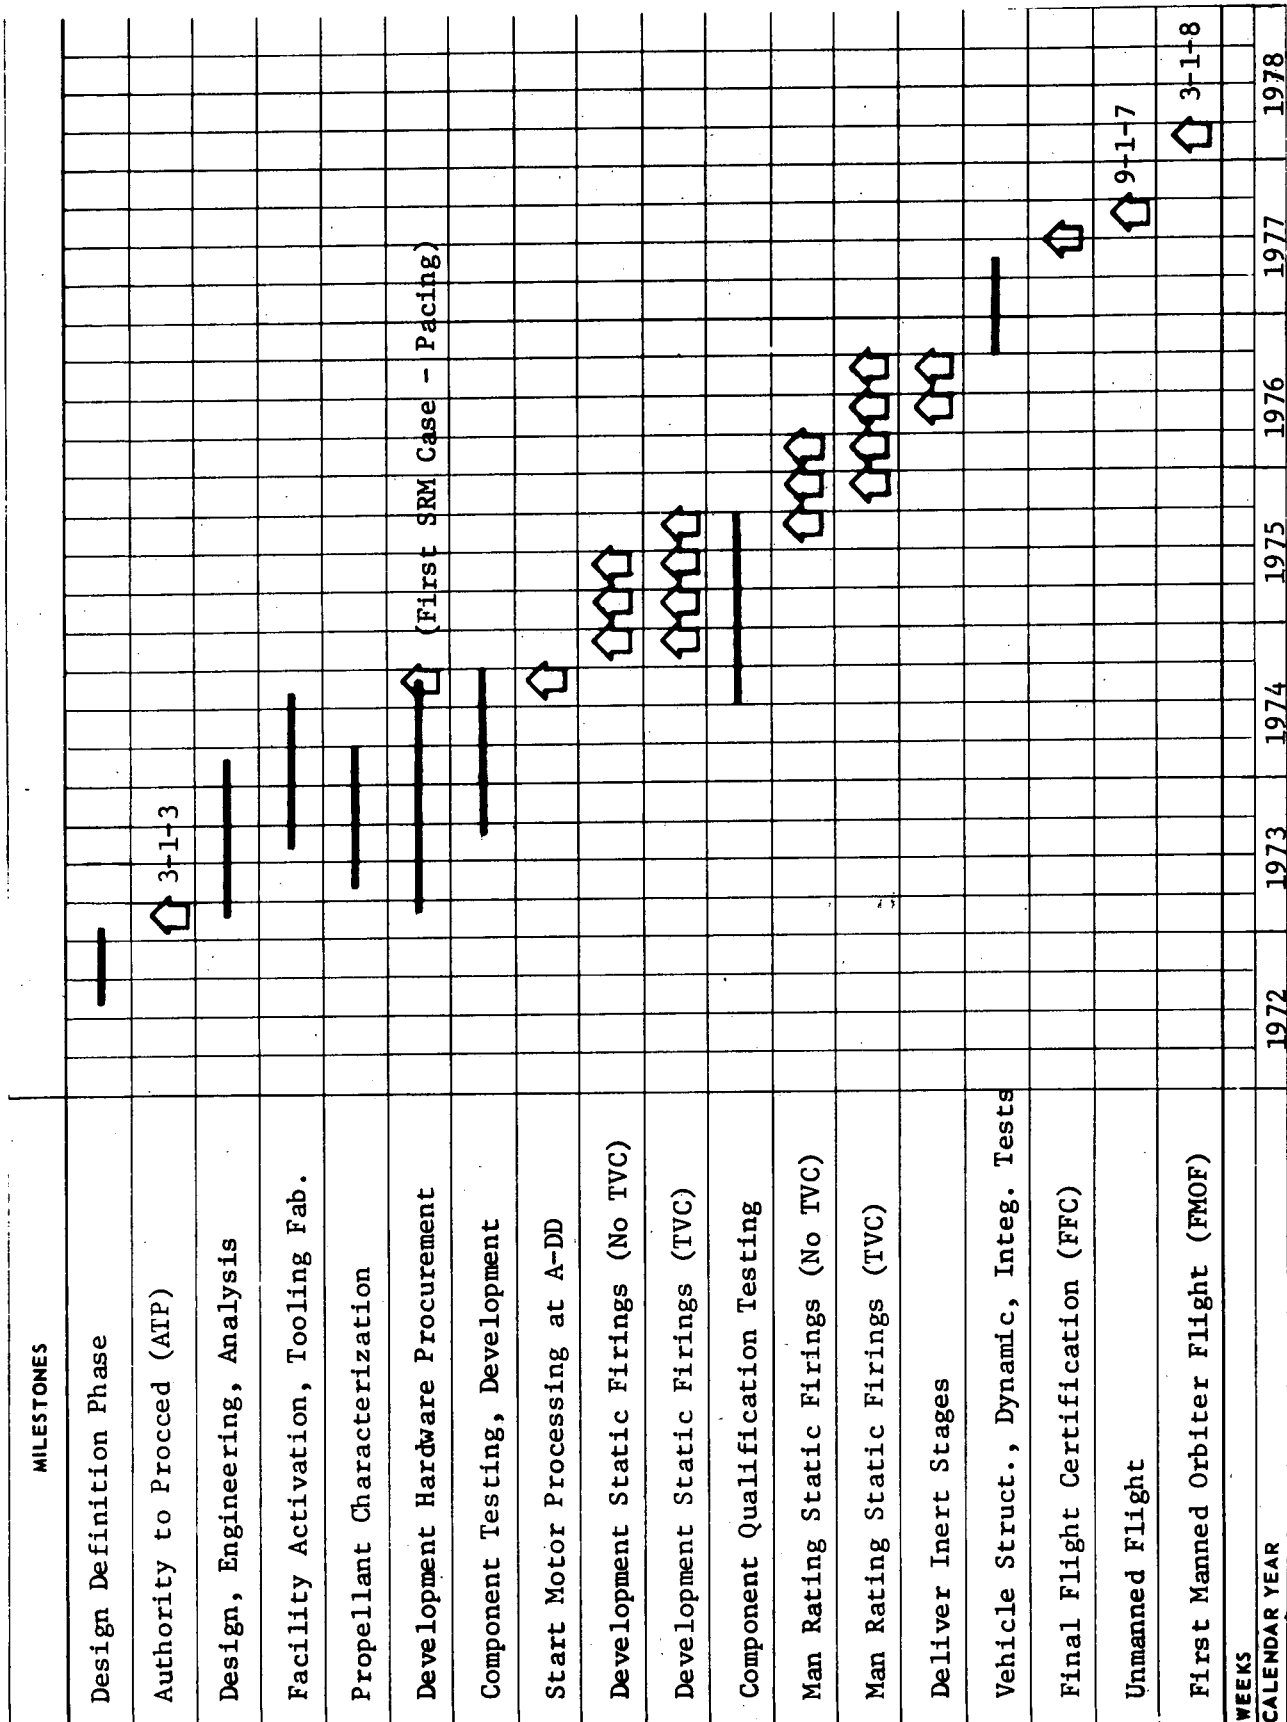 MILESTONES
Design Definition Phase
Authority to Procced (ATP) 3-1-3
Design, Engineering, Analysis
Facility Activation, Tooling Fab.
Propellant Characterization
Development Hardware Procurement (First SRM Case - Pacing)
Component Testing, Development
Start Motor Processing at A-DD
Development Static Firings (No TVC)
Development Static Firings (TVC)
Component Qualification Testing
Man Rating Static Firings (No TVC)
Man Rating Static Firings (TVC)
Deliver Inert Stages
Vehicle Struct., Dynamic, Integ. Tests
Final Flight Certification (FFC)
Unmanned Flight 9-1-7
First Manned Orbiter Flight (FMOF) 3-1-8
WEEKS
CALENDAR YEAR 1972 1973 1974 1975 1976 1977 1978